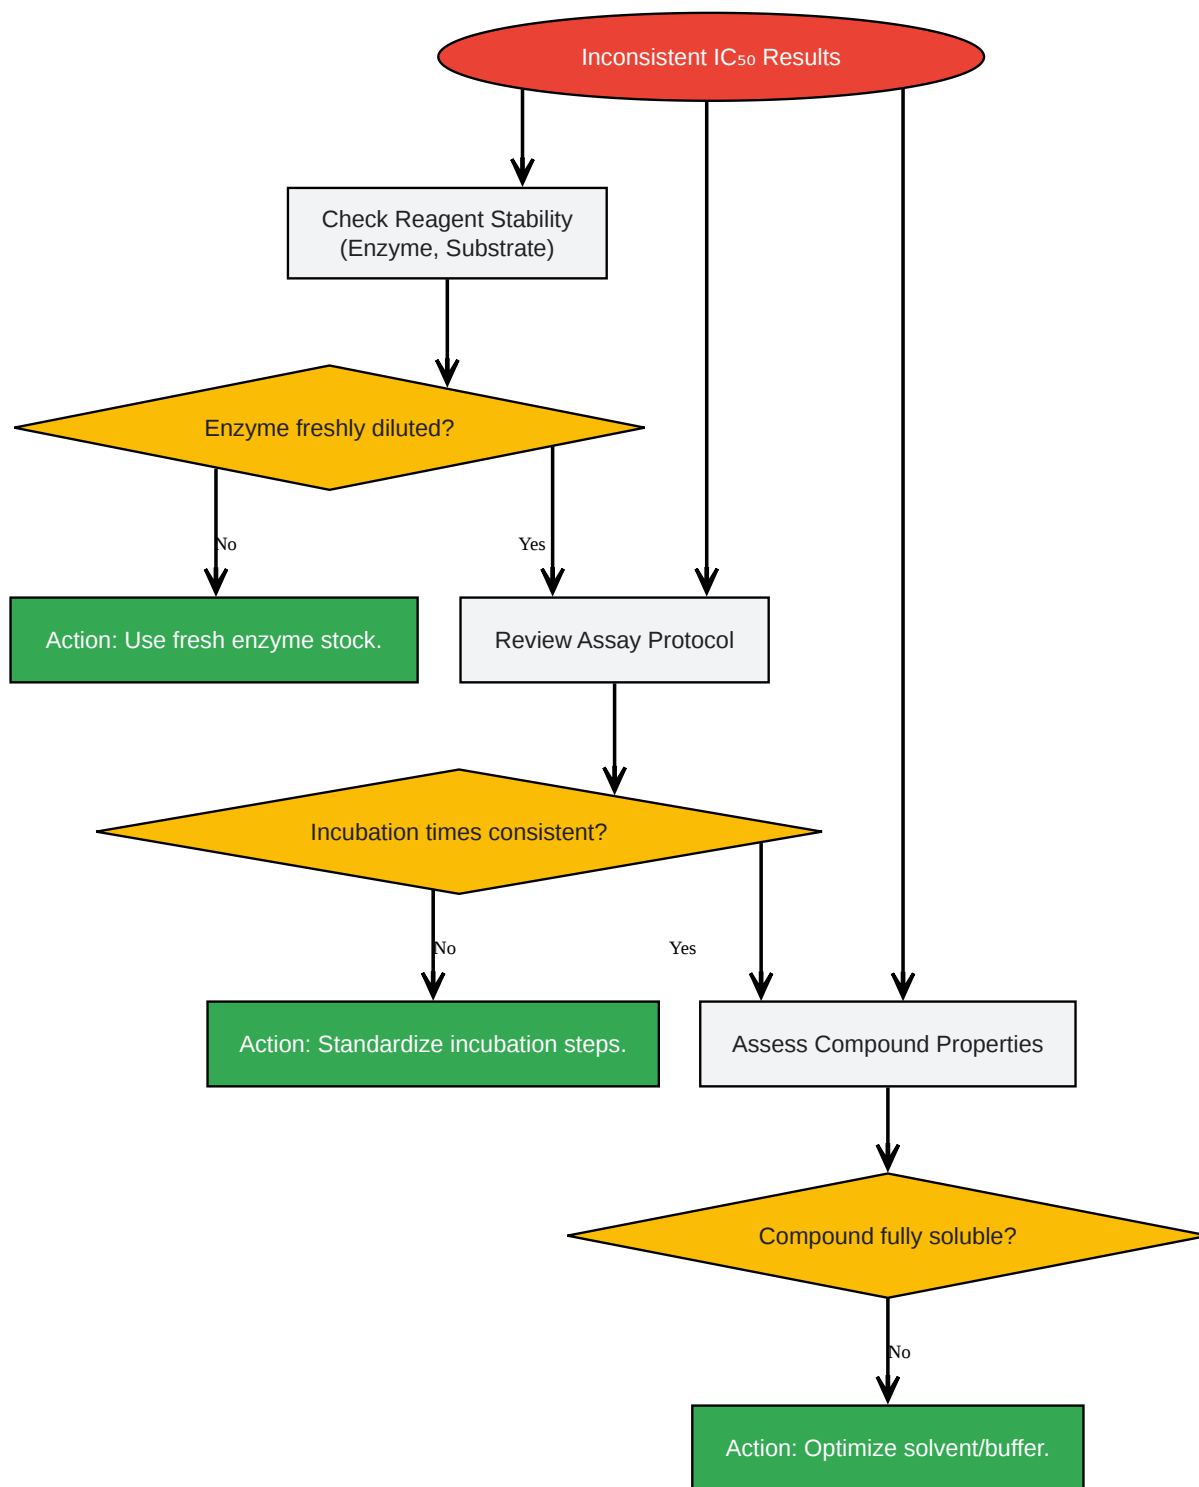 Inconsistent IC₅₀ Results
Check Reagent Stability
(Enzyme, Substrate)
Enzyme freshly diluted?
No
Yes
Action: Use fresh enzyme stock.
Review Assay Protocol
Incubation times consistent?
No
Yes
Action: Standardize incubation steps.
Assess Compound Properties
Compound fully soluble?
No
Action: Optimize solvent/buffer.